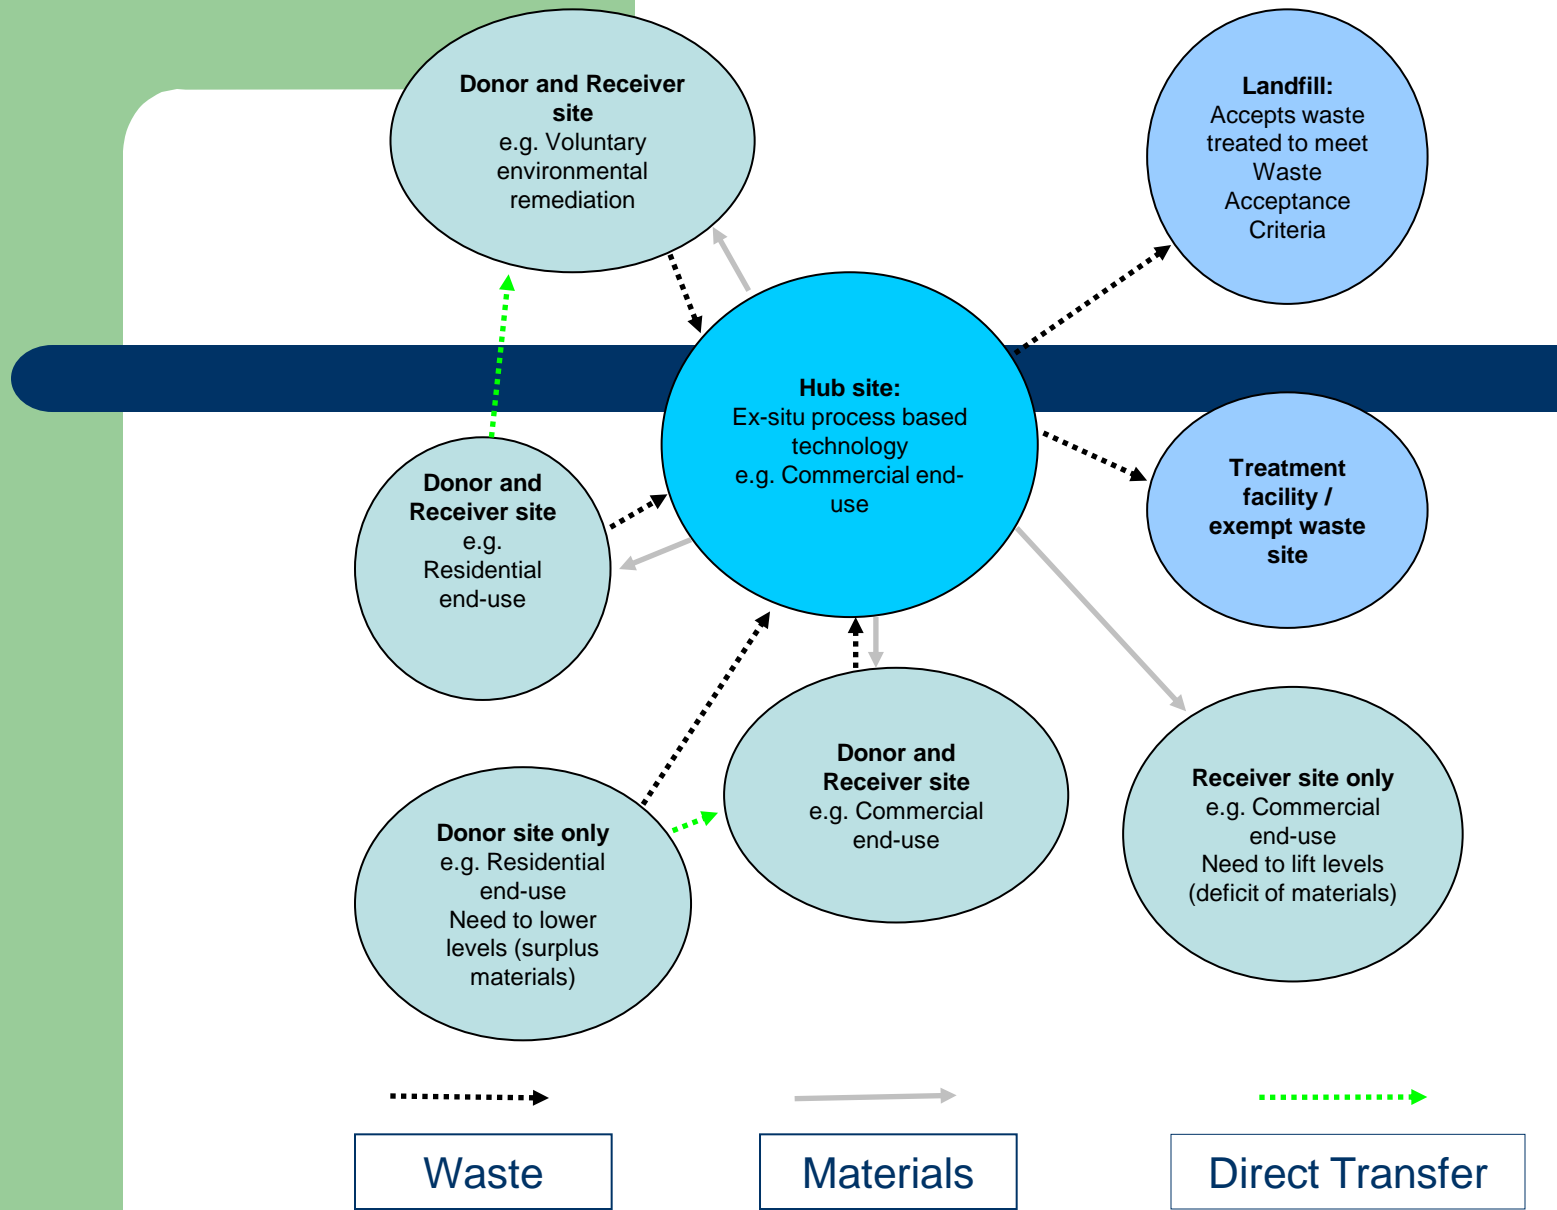 Donor and Receiver
site
e.g. Voluntary
environmental
remediation
Landfill:
Accepts waste
treated to meet
Waste
Acceptance
Criteria
Hub site:
Ex-situ process based
technology
e.g. Commercial end-
use
Donor and
Receiver site
e.g.
Residential
end-use
Treatment
facility /
exempt waste
site
Donor site only
e.g. Residential
end-use
Need to lower
levels (surplus
materials)
Donor and
Receiver site
e.g. Commercial
end-use
Receiver site only
e.g. Commercial
end-use
Need to lift levels
(deficit of materials)
Waste
Materials
Direct Transfer